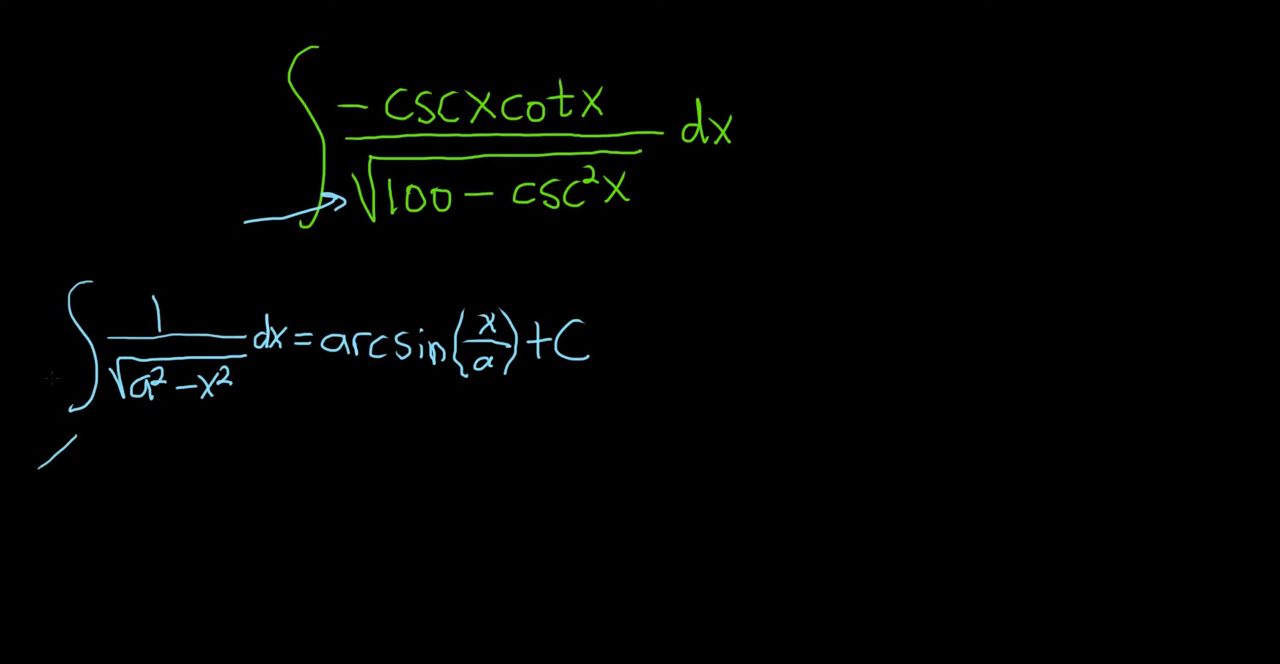 ∫ -cscxcotx / √(100 - csc²x) dx
∫ 1 / √(a² - x²) dx = arcsin(x/a) + C